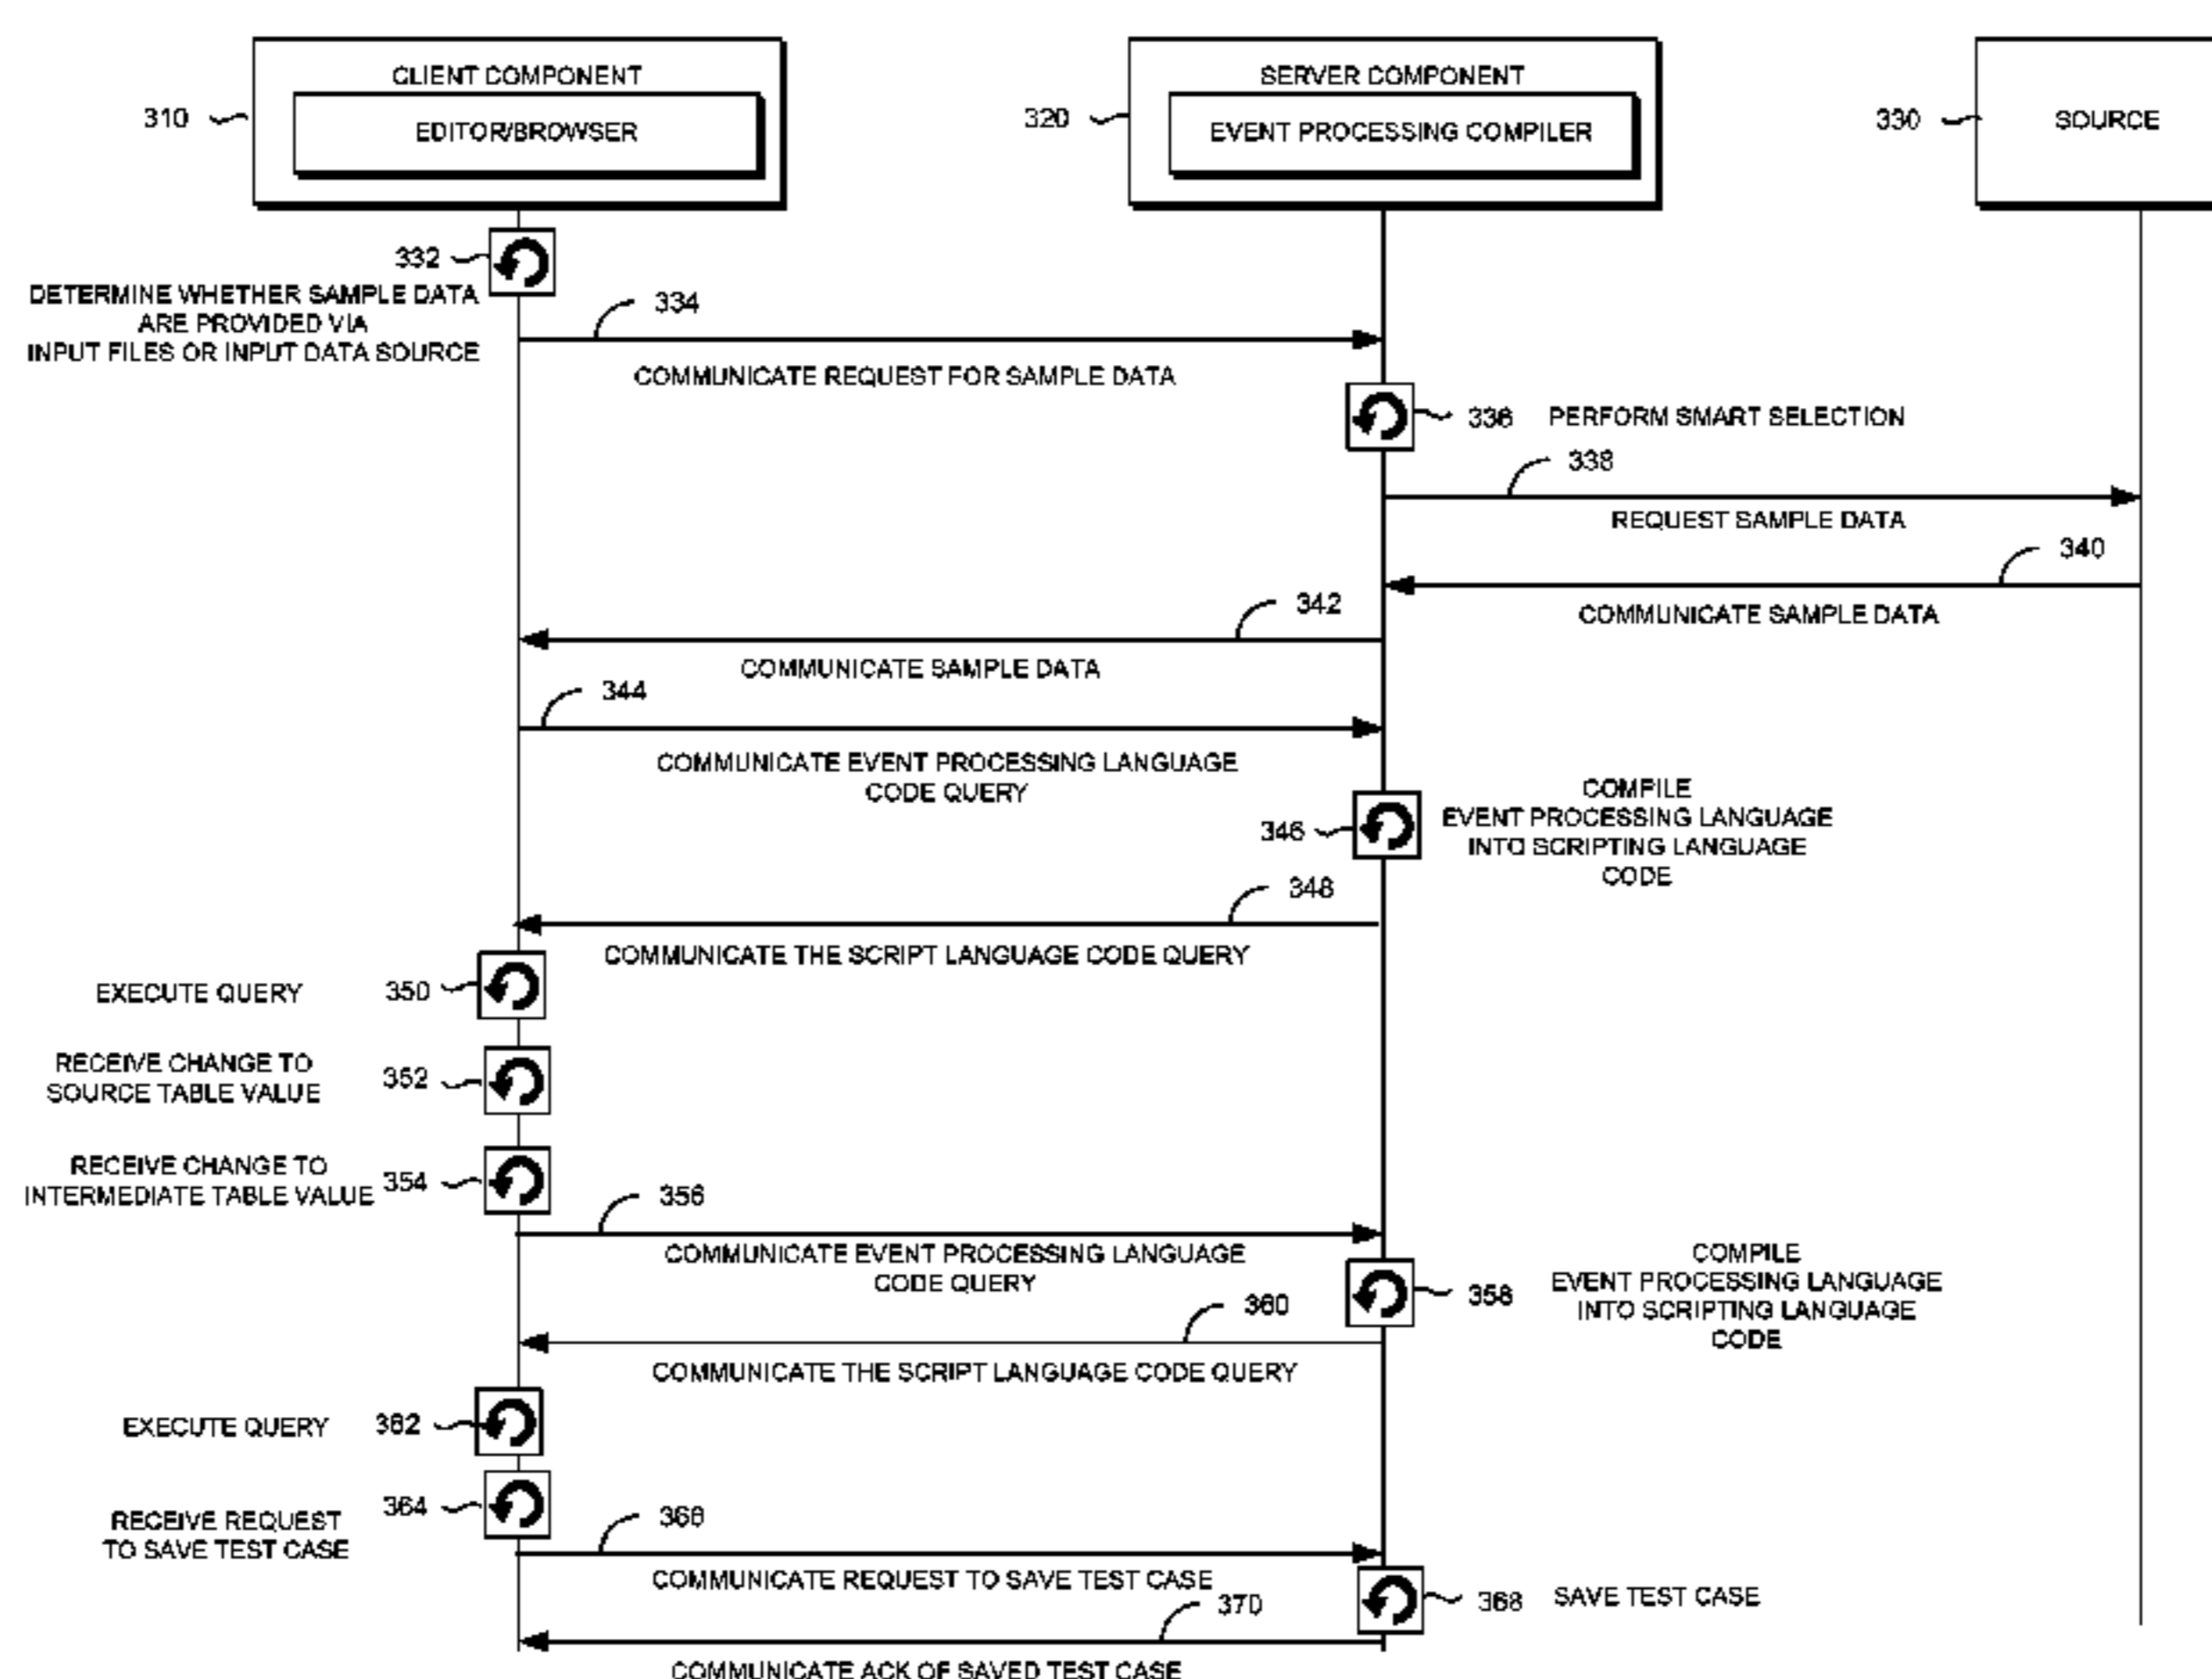 CLIENT COMPONENT
EDITOR/BROWSER
310
SERVER COMPONENT
EVENT PROCESSING COMPILER
320
SOURCE
330
332
DETERMINE WHETHER SAMPLE DATA
ARE PROVIDED VIA
INPUT FILES OR INPUT DATA SOURCE
334
COMMUNICATE REQUEST FOR SAMPLE DATA
336
PERFORM SMART SELECTION
338
REQUEST SAMPLE DATA
340
COMMUNICATE SAMPLE DATA
342
COMMUNICATE SAMPLE DATA
344
COMMUNICATE EVENT PROCESSING LANGUAGE
CODE QUERY
346
COMPILE
EVENT PROCESSING LANGUAGE
INTO SCRIPTING LANGUAGE
CODE
348
COMMUNICATE THE SCRIPT LANGUAGE CODE QUERY
EXECUTE QUERY
350
RECEIVE CHANGE TO
SOURCE TABLE VALUE
352
RECEIVE CHANGE TO
INTERMEDIATE TABLE VALUE
354
356
COMMUNICATE EVENT PROCESSING LANGUAGE
CODE QUERY
358
COMPILE
EVENT PROCESSING LANGUAGE
INTO SCRIPTING LANGUAGE
CODE
360
COMMUNICATE THE SCRIPT LANGUAGE CODE QUERY
EXECUTE QUERY
362
364
RECEIVE REQUEST
TO SAVE TEST CASE
366
COMMUNICATE REQUEST TO SAVE TEST CASE
368
SAVE TEST CASE
370
COMMUNICATE ACK OF SAVED TEST CASE